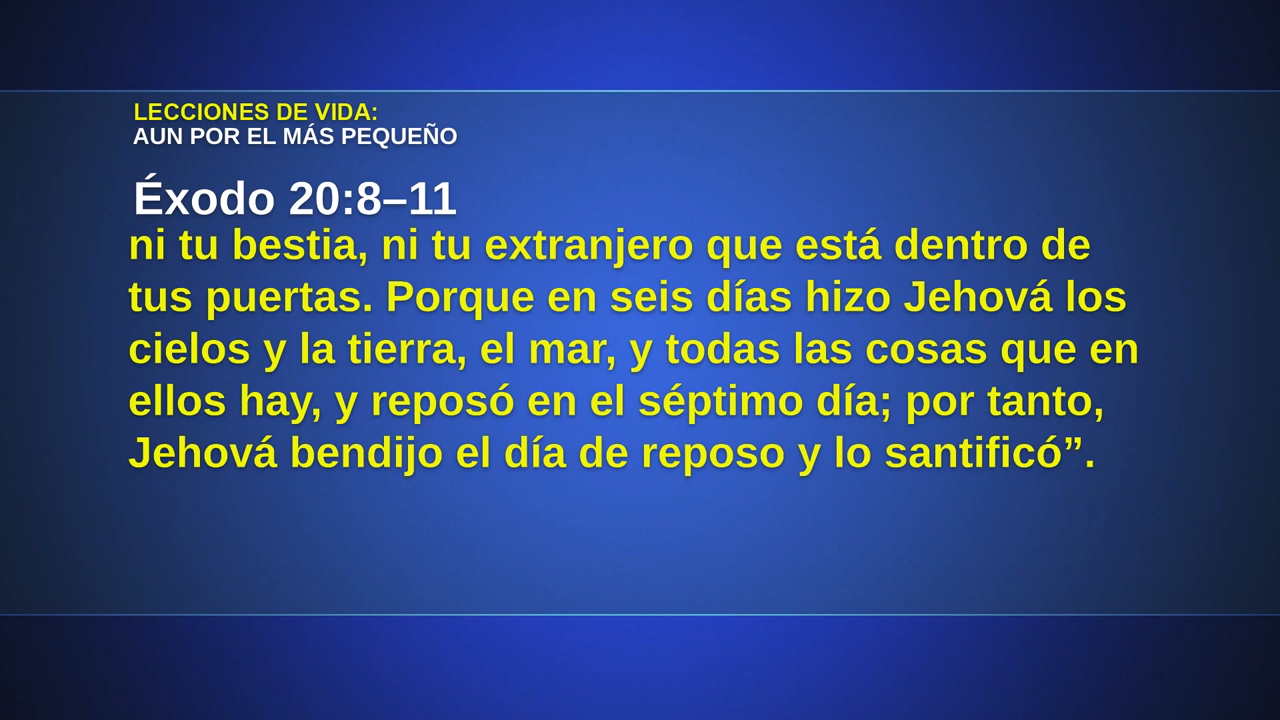 LECCIONES DE VIDA:
AUN POR EL MÁS PEQUEÑO
Éxodo 20:8–11
ni tu bestia, ni tu extranjero que está dentro de
tus puertas. Porque en seis días hizo Jehová los
cielos y la tierra, el mar, y todas las cosas que en
ellos hay, y reposó en el séptimo día; por tanto,
Jehová bendijo el día de reposo y lo santificó”.